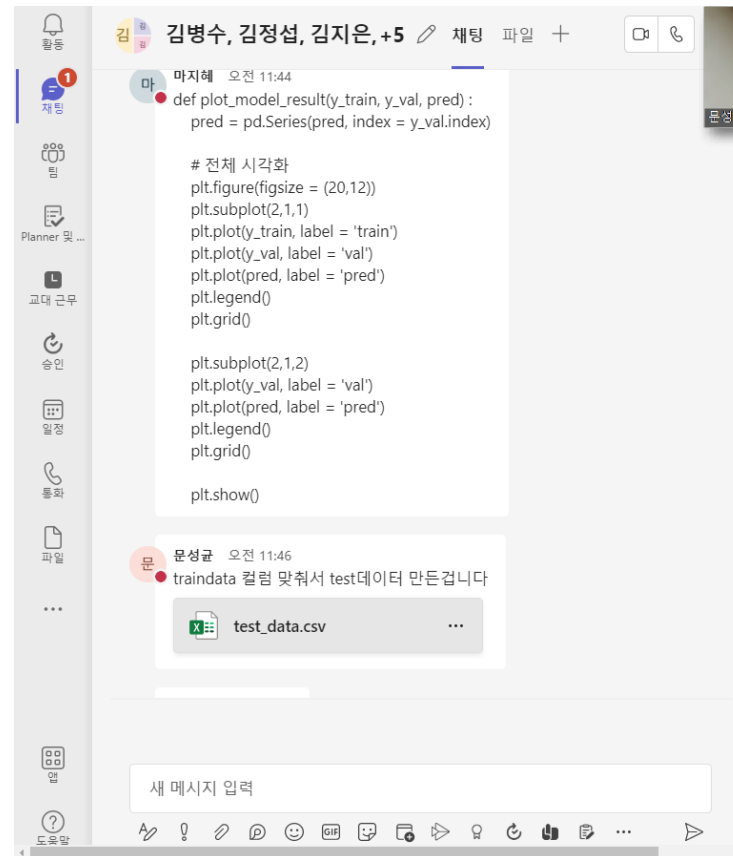 활동
김
김
김
김병수, 김정섭, 김지은, +5
채팅
파일
1
채팅
팀
Planner 및 ...
교대 근무
승인
일정
통화
파일
앱
도움말
문성
마
마지혜 오전 11:44
def plot_model_result(y_train, y_val, pred) :
pred = pd.Series(pred, index = y_val.index)
# 전체 시각화
plt.figure(figsize = (20,12))
plt.subplot(2,1,1)
plt.plot(y_train, label = 'train')
plt.plot(y_val, label = 'val')
plt.plot(pred, label = 'pred')
plt.legend()
plt.grid()
plt.subplot(2,1,2)
plt.plot(y_val, label = 'val')
plt.plot(pred, label = 'pred')
plt.legend()
plt.grid()
plt.show()
문
문성균 오전 11:46
traindata 컬럼 맞춰서 test데이터 만든겁니다
test_data.csv
새 메시지 입력
GIF